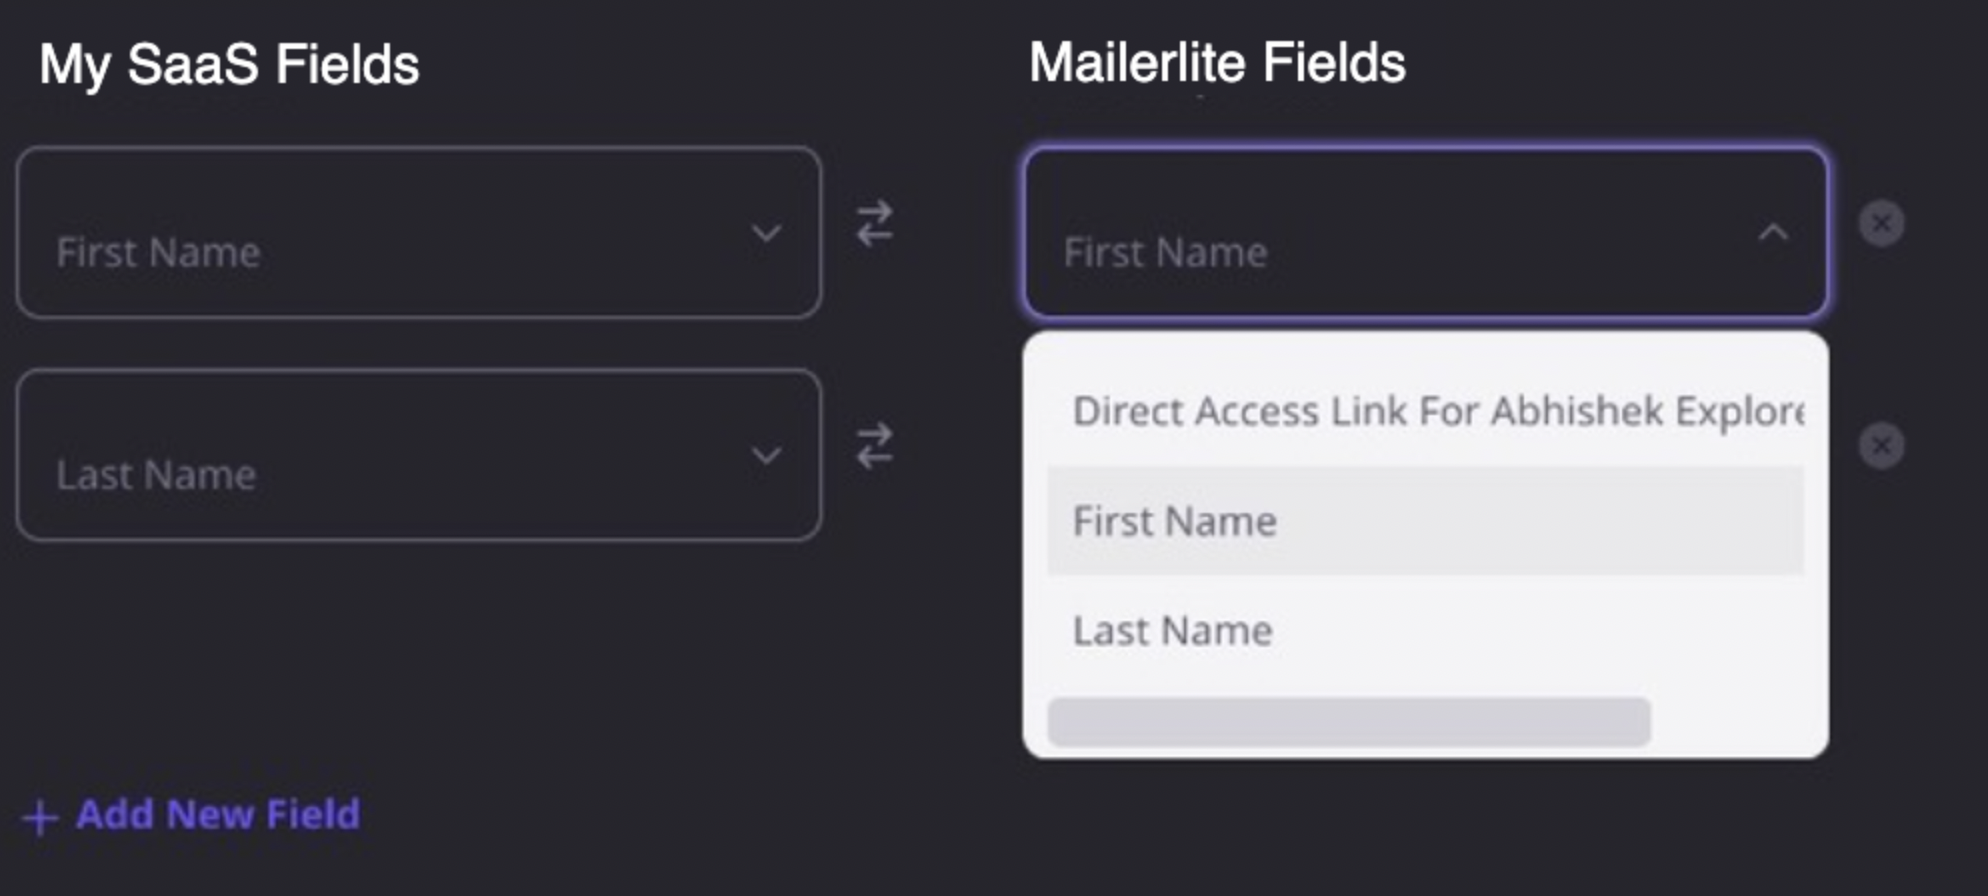 My SaaS Fields
Mailerlite Fields
First Name
First Name
Direct Access Link For Abhishek Explore
Last Name
First Name
Last Name
+ Add New Field